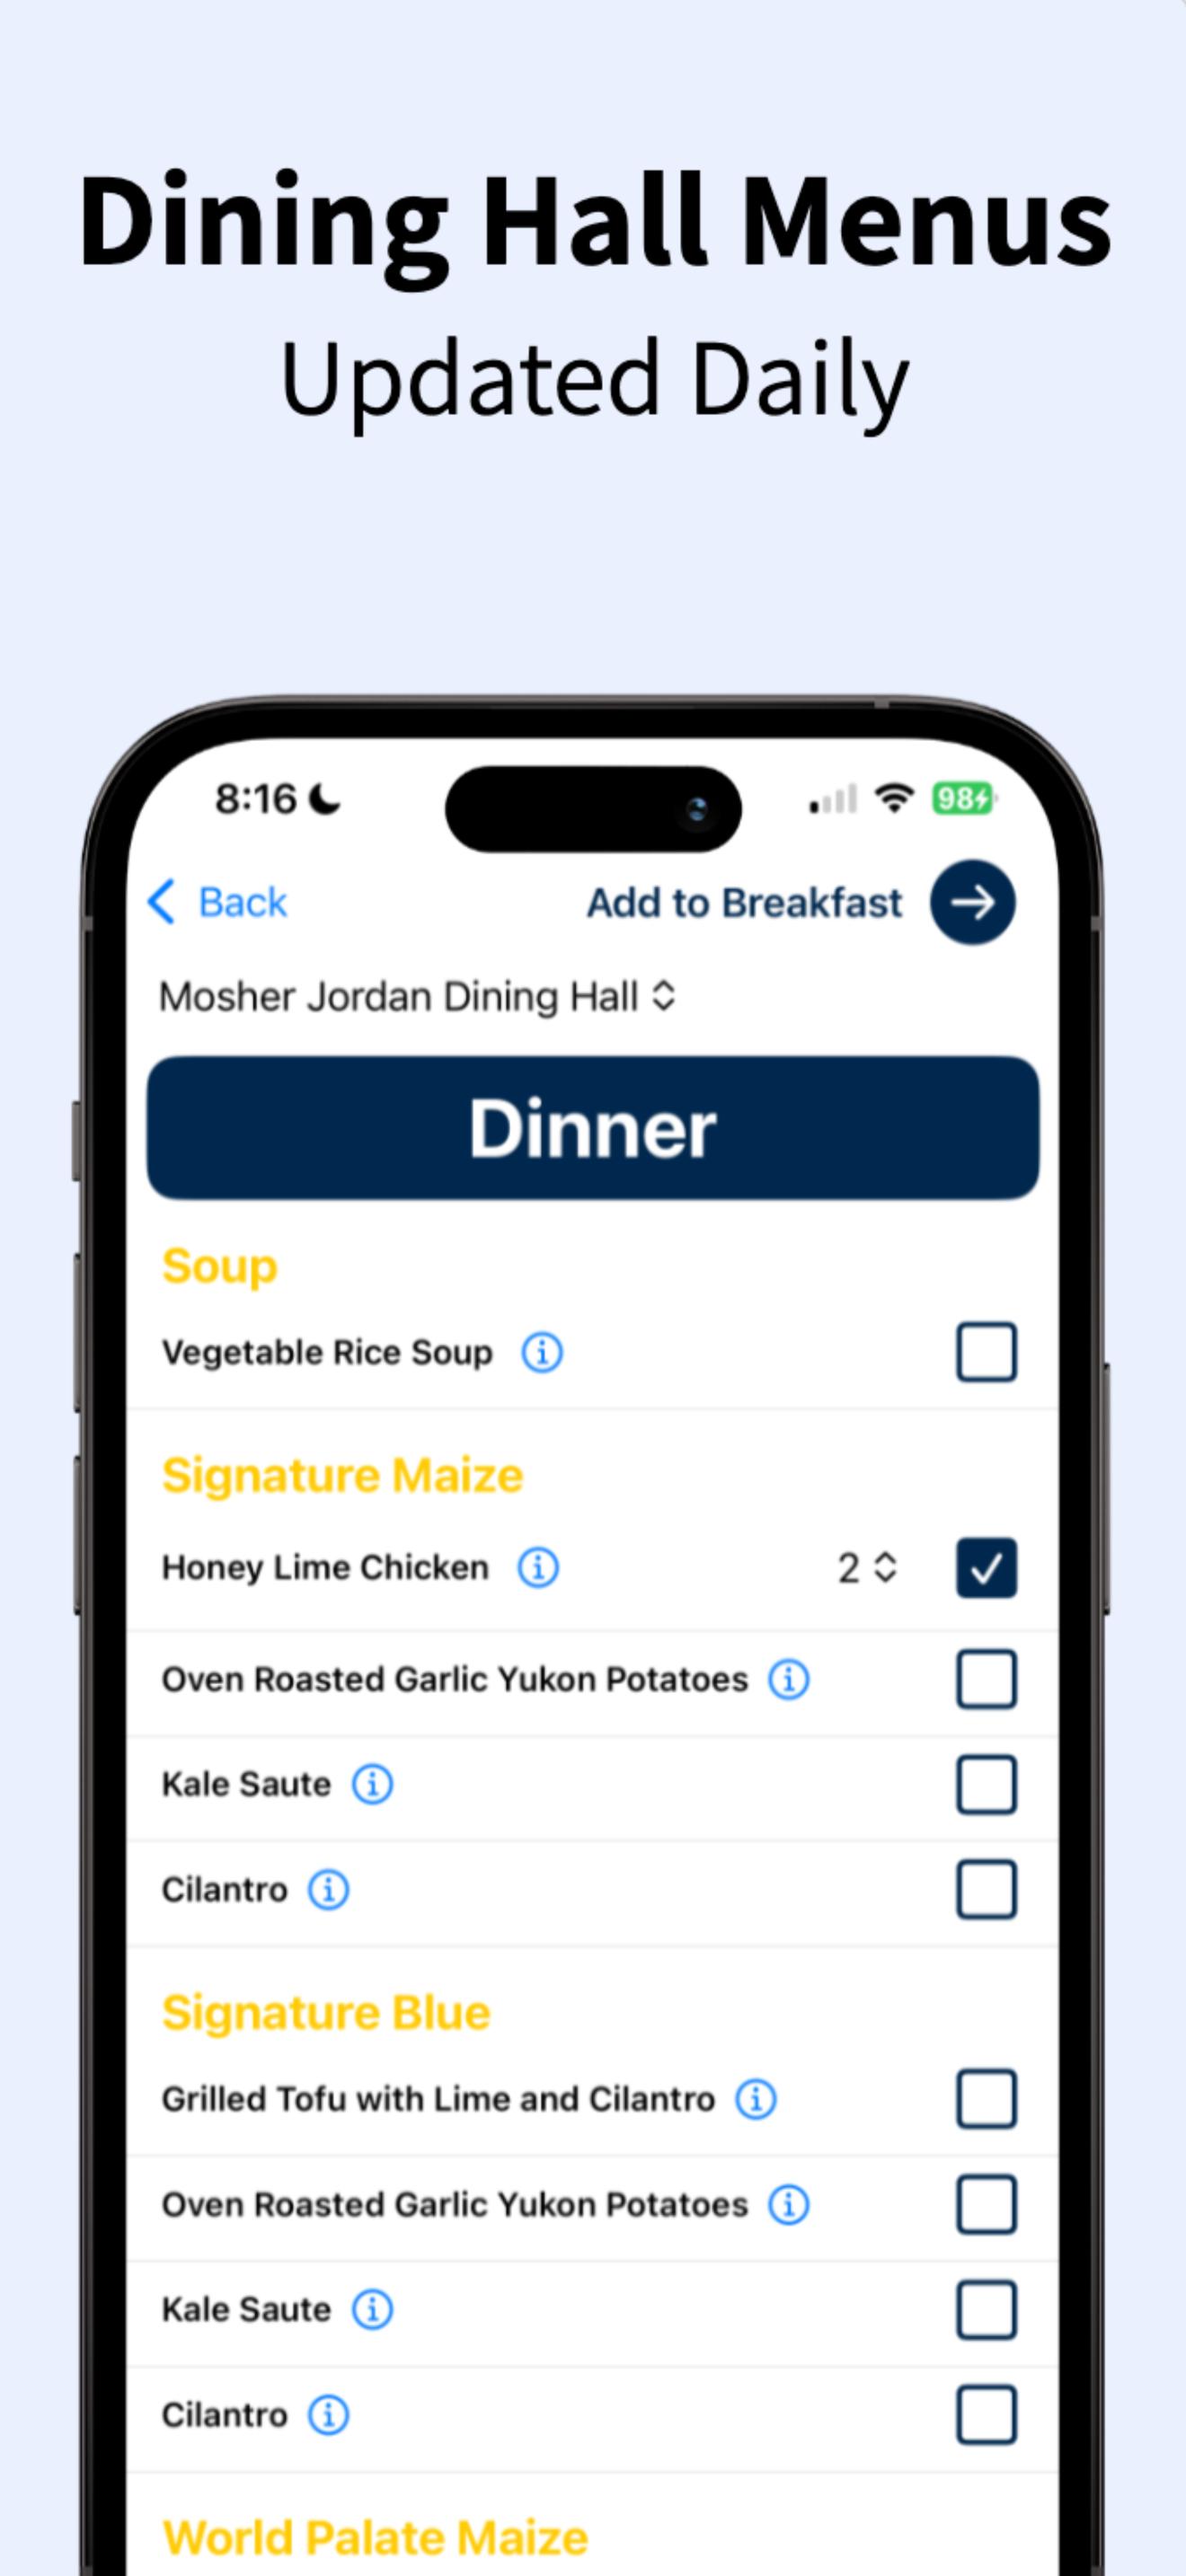 Dining Hall Menus
Updated Daily
8:16 98
Back Add to Breakfast
Mosher Jordan Dining Hall
Dinner
Soup
Vegetable Rice Soup
Signature Maize
Honey Lime Chicken 2
Oven Roasted Garlic Yukon Potatoes
Kale Saute
Cilantro
Signature Blue
Grilled Tofu with Lime and Cilantro
Oven Roasted Garlic Yukon Potatoes
Kale Saute
Cilantro
World Palate Maize